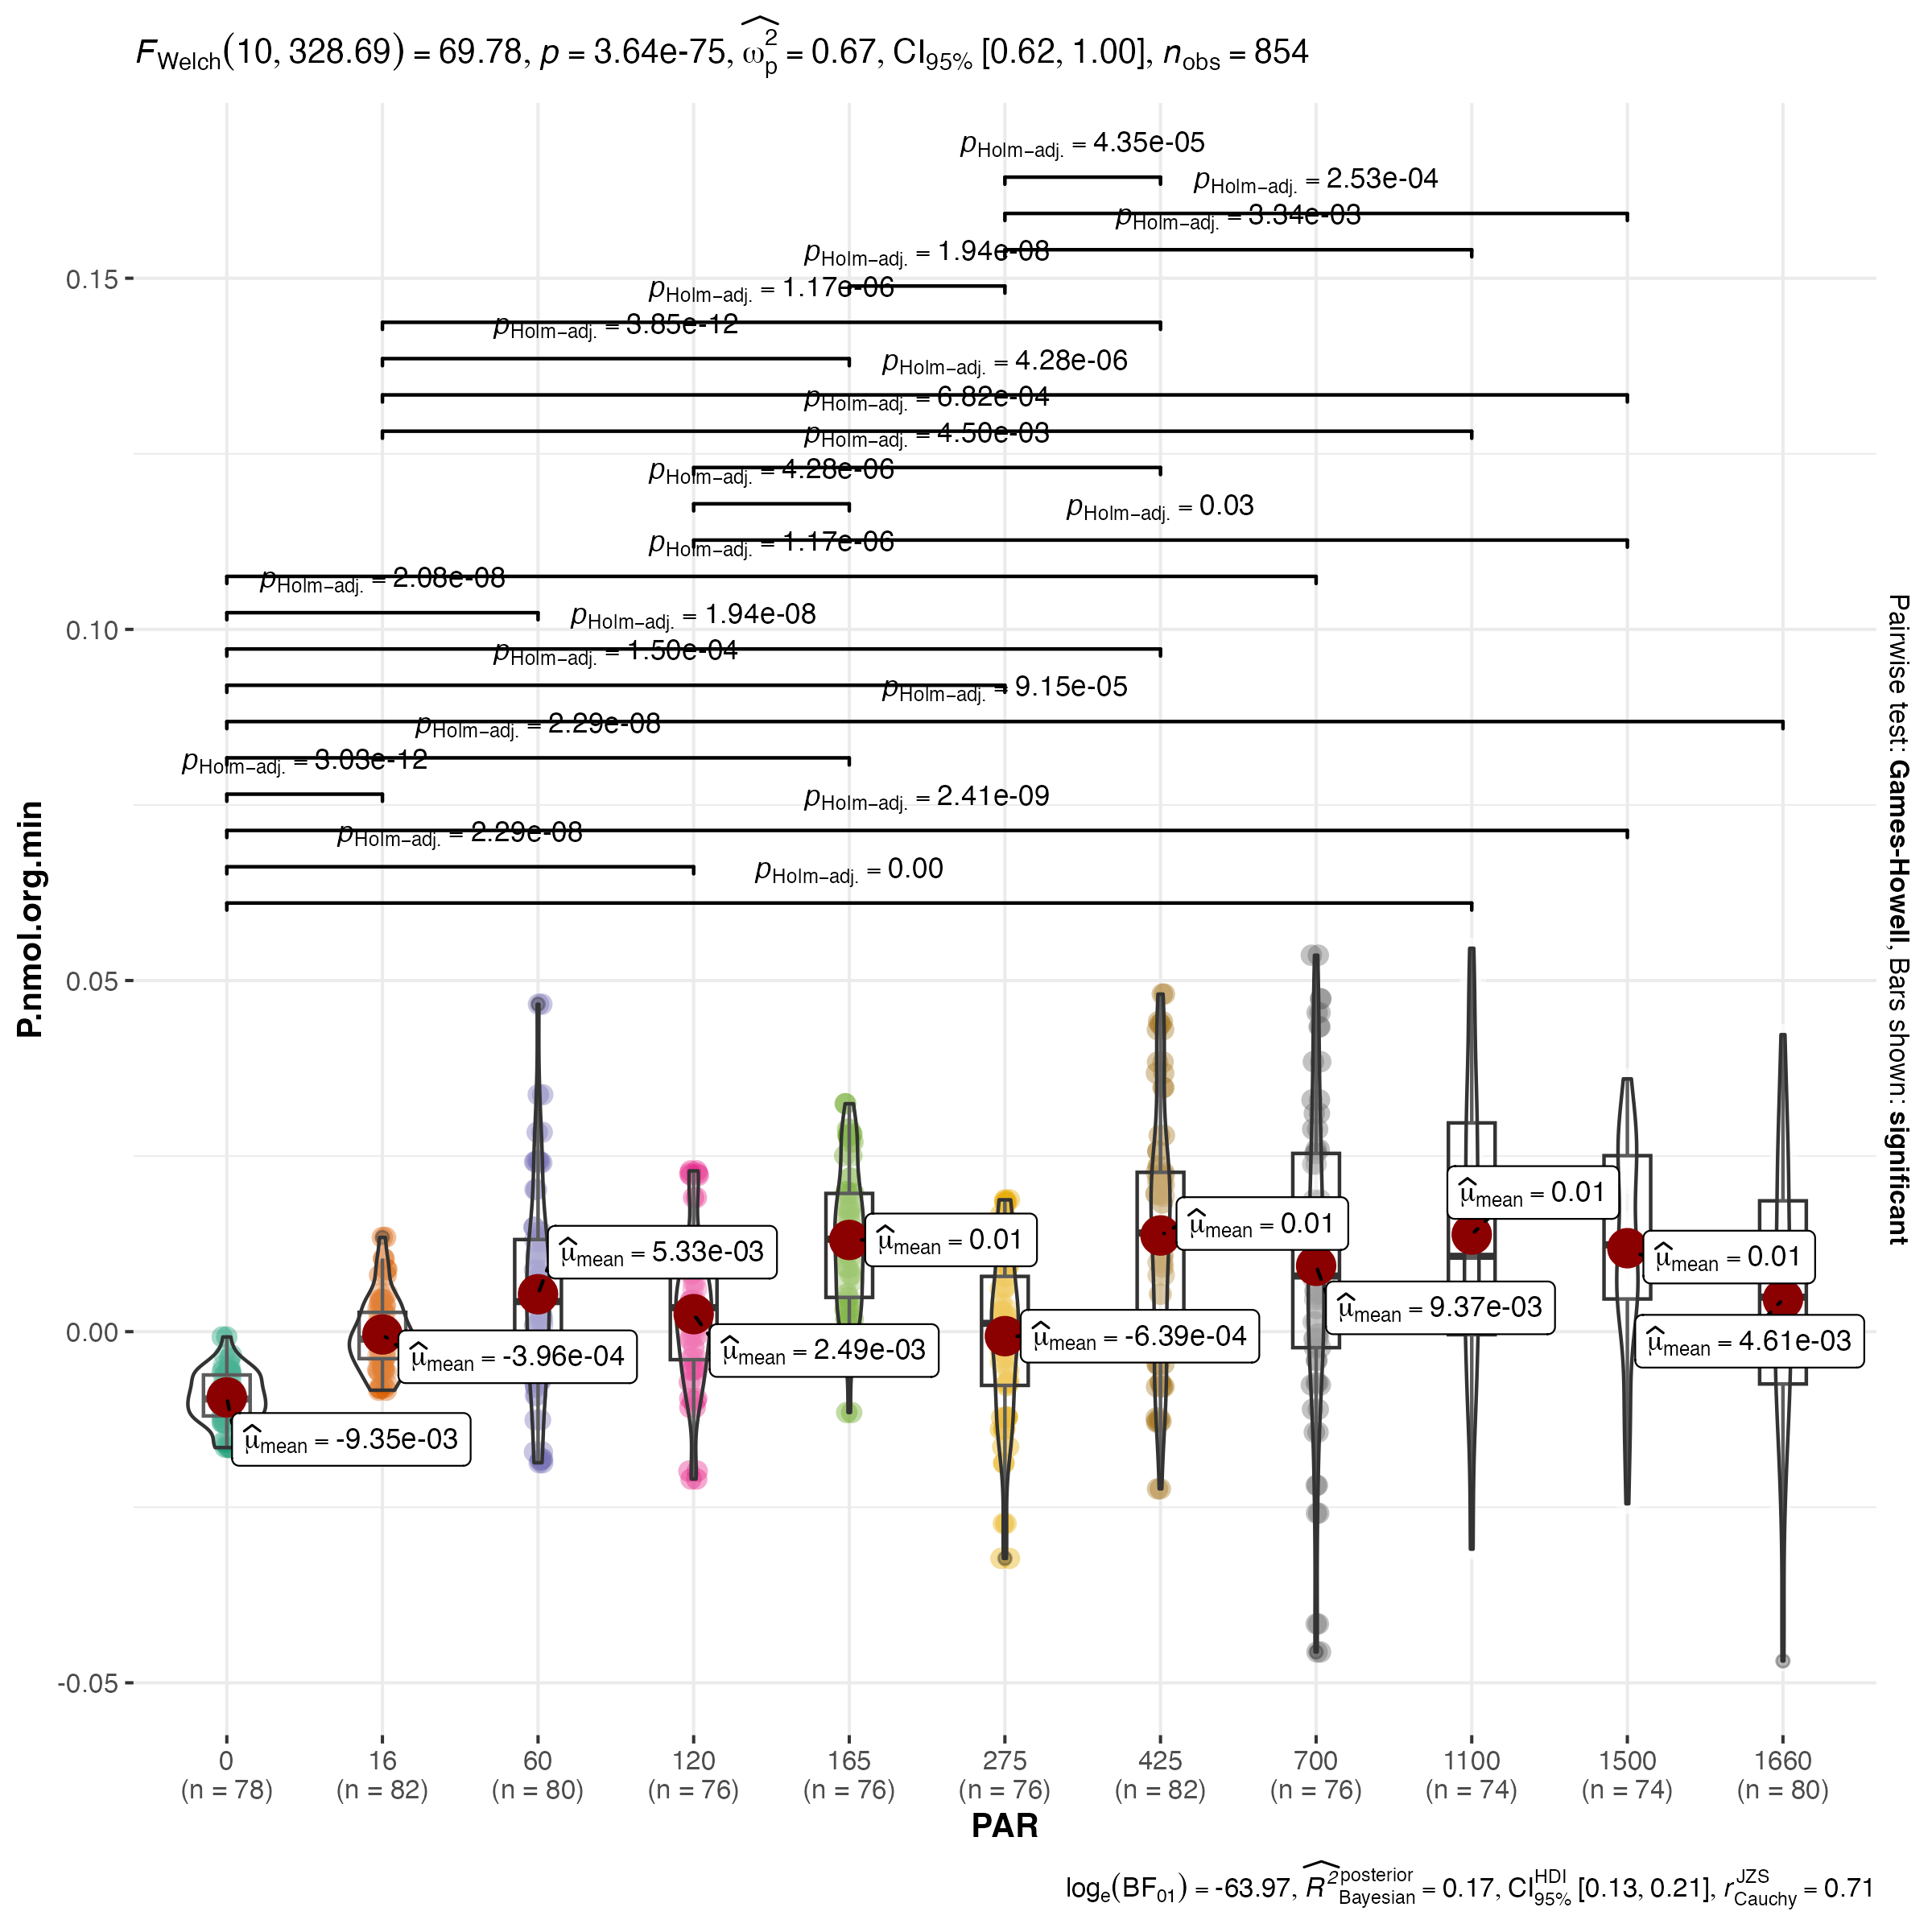 F_Welch(10, 328.69) = 69.78, p = 3.64e-75, ω̂²_p = 0.67, CI_95% [0.62, 1.00], n_obs = 854
p_Holm−adj. = 4.35e-05
p_Holm−adj. = 2.53e-04
p_Holm−adj. = 3.34e-03
p_Holm−adj. = 1.94e-08
p_Holm−adj. = 1.17e-06
p_Holm−adj. = 3.85e-12
p_Holm−adj. = 4.28e-06
p_Holm−adj. = 6.82e-04
p_Holm−adj. = 4.50e-03
p_Holm−adj. = 4.28e-06
p_Holm−adj. = 0.03
p_Holm−adj. = 1.17e-06
p_Holm−adj. = 2.08e-08
p_Holm−adj. = 1.94e-08
p_Holm−adj. = 1.50e-04
p_Holm−adj. = 9.15e-05
p_Holm−adj. = 2.29e-08
p_Holm−adj. = 3.03e-12
p_Holm−adj. = 2.41e-09
p_Holm−adj. = 2.29e-08
p_Holm−adj. = 0.00
0.15
0.10
0.05
0.00
-0.05
P.nmol.org.min
Pairwise test: Games-Howell, Bars shown: significant
μ̂_mean = -9.35e-03
μ̂_mean = -3.96e-04
μ̂_mean = 5.33e-03
μ̂_mean = 2.49e-03
μ̂_mean = 0.01
μ̂_mean = -6.39e-04
μ̂_mean = 0.01
μ̂_mean = 9.37e-03
μ̂_mean = 0.01
μ̂_mean = 0.01
μ̂_mean = 4.61e-03
0 16 60 120 165 275 425 700 1100 1500 1660
(n = 78) (n = 82) (n = 80) (n = 76) (n = 76) (n = 76) (n = 82) (n = 76) (n = 74) (n = 74) (n = 80)
PAR
log_e(BF_01) = -63.97, R̂²^posterior_Bayesian = 0.17, CI^HDI_95% [0.13, 0.21], r^JZS_Cauchy = 0.71